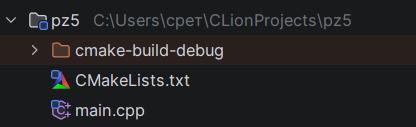 pz5 C:\Users\срет\CLionProjects\pz5
cmake-build-debug
CMakeLists.txt
main.cpp